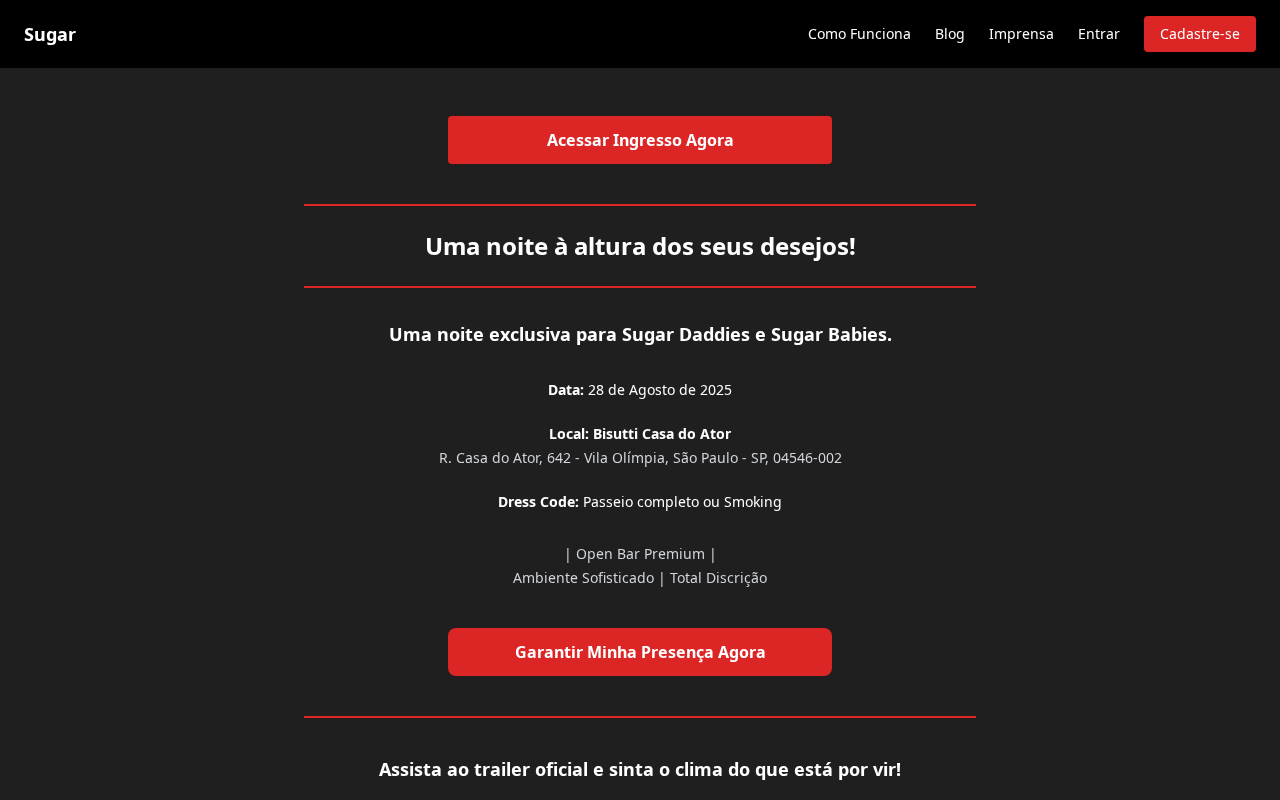 Sugar
Como Funciona
Blog
Imprensa
Entrar
Cadastre-se
Acessar Ingresso Agora
Uma noite à altura dos seus desejos!
Uma noite exclusiva para Sugar Daddies e Sugar Babies.
Data: 28 de Agosto de 2025
Local: Bisutti Casa do Ator
R. Casa do Ator, 642 - Vila Olímpia, São Paulo - SP, 04546-002
Dress Code: Passeio completo ou Smoking
| Open Bar Premium |
Ambiente Sofisticado | Total Discrição
Garantir Minha Presença Agora
Assista ao trailer oficial e sinta o clima do que está por vir!